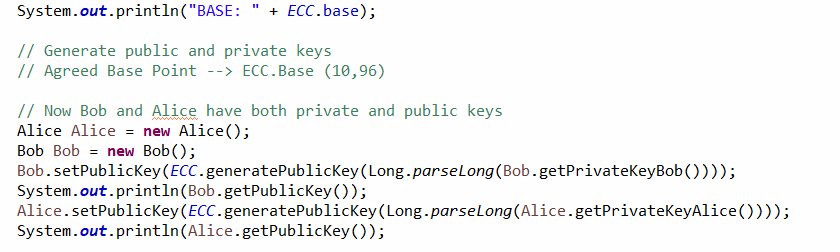 System.out.println("BASE: " + ECC.base);
// Generate public and private keys
// Agreed Base Point --> ECC.Base (10,96)
// Now Bob and Alice have both private and public keys
Alice Alice = new Alice();
Bob Bob = new Bob();
Bob.setPublicKey(ECC.generatePublicKey(Long.parseLong(Bob.getPrivateKeyBob())));
System.out.println(Bob.getPublicKey());
Alice.setPublicKey(ECC.generatePublicKey(Long.parseLong(Alice.getPrivateKeyAlice())));
System.out.println(Alice.getPublicKey());